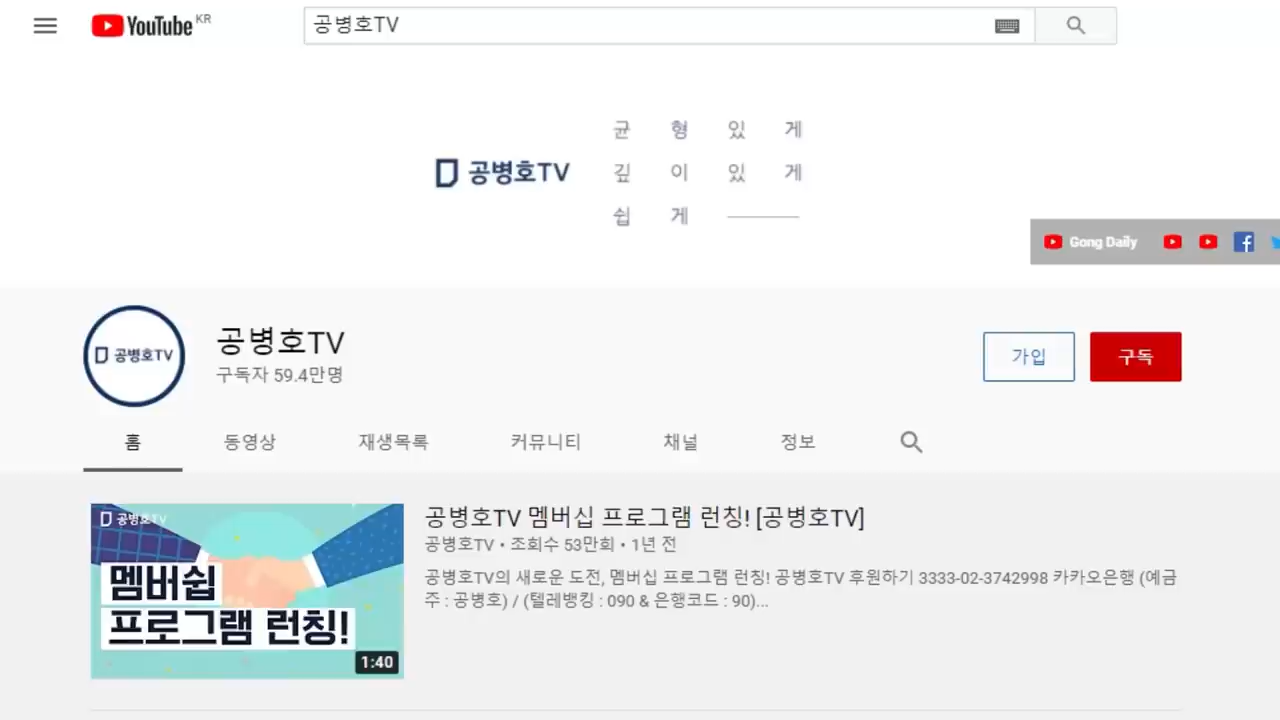 YouTube KR
공병호TV
균 형 있 게
공병호TV
깊 이 있 게
쉽 게
Gong Daily
공병호TV
공병호TV
구독자 59.4만명
가입
구독
홈
동영상
재생목록
커뮤니티
채널
정보
공병호TV
멤버쉽
프로그램 런칭!
1:40
공병호TV 멤버십 프로그램 런칭! [공병호TV]
공병호TV • 조회수 53만회 • 1년 전
공병호TV의 새로운 도전, 멤버십 프로그램 런칭! 공병호TV 후원하기 3333-02-3742998 카카오은행 (예금
주 : 공병호) / (텔레뱅킹 : 090 & 은행코드 : 90)...